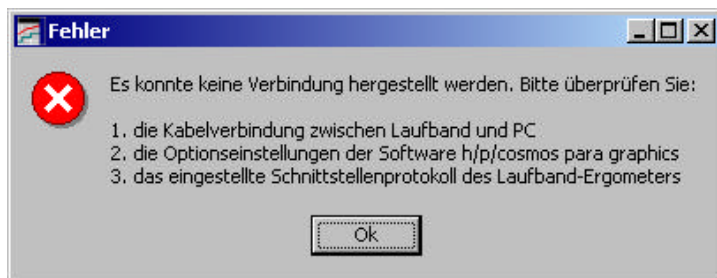 Fehler
Es konnte keine Verbindung hergestellt werden. Bitte überprüfen Sie:
1. die Kabelverbindung zwischen Laufband und PC
2. die Optionseinstellungen der Software h/p/cosmos para graphics
3. das eingestellte Schnittstellenprotokoll des Laufband-Ergometers
Ok